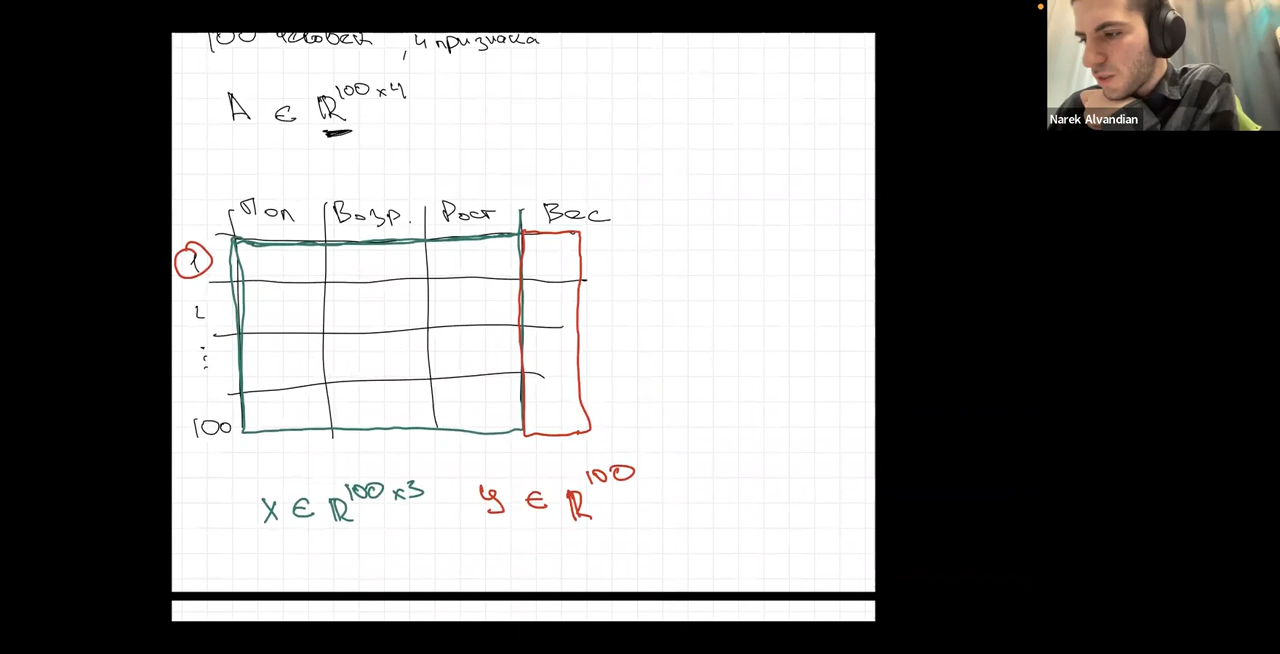 100 человек , 4 признака
A ∈ ℝ^100×4
Пол Возр. Рост Вес
1
2
⋮
100
X ∈ ℝ^100×3 y ∈ ℝ^100
Narek Alvandian